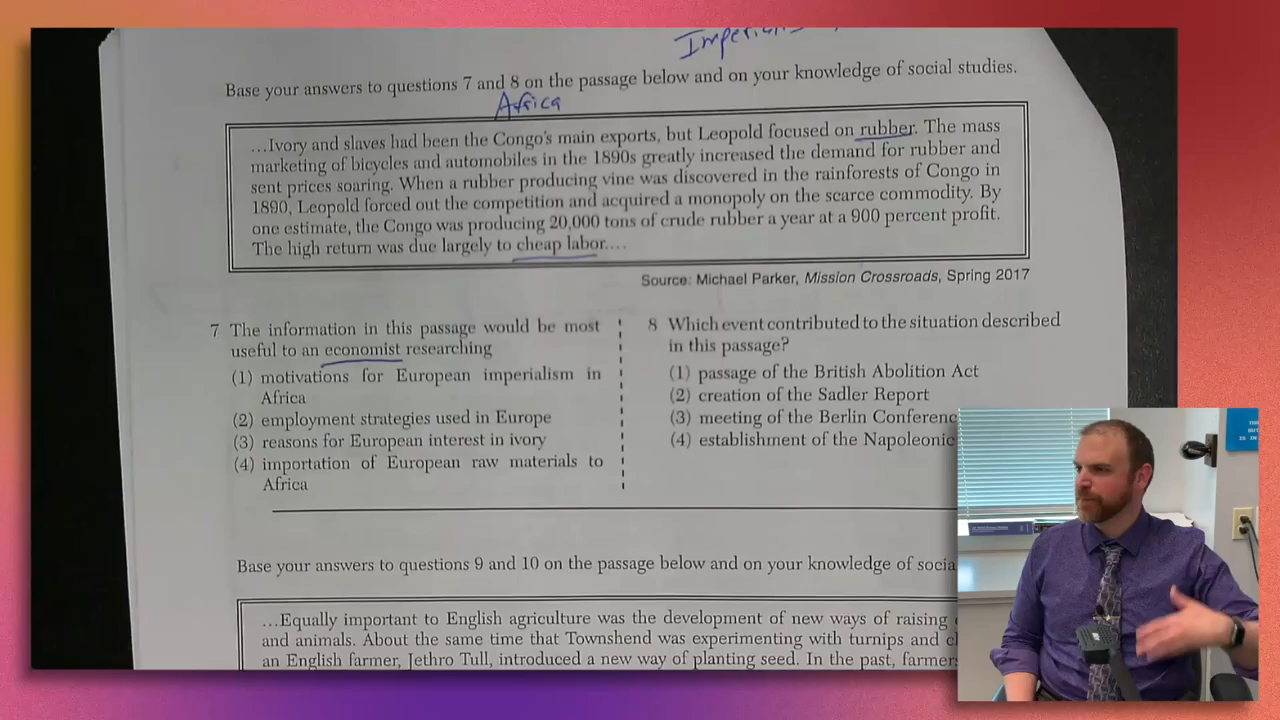 Base your answers to questions 7 and 8 on the passage below and on your knowledge of social studies.
Africa
…Ivory and slaves had been the Congo's main exports, but Leopold focused on rubber. The mass
marketing of bicycles and automobiles in the 1890s greatly increased the demand for rubber and
sent prices soaring. When a rubber producing vine was discovered in the rainforests of Congo in
1890, Leopold forced out the competition and acquired a monopoly on the scarce commodity. By
one estimate, the Congo was producing 20,000 tons of crude rubber a year at a 900 percent profit.
The high return was due largely to cheap labor.…
Source: Michael Parker, Mission Crossroads, Spring 2017
7 The information in this passage would be most
useful to an economist researching
(1) motivations for European imperialism in
Africa
(2) employment strategies used in Europe
(3) reasons for European interest in ivory
(4) importation of European raw materials to
Africa
8 Which event contributed to the situation described
in this passage?
(1) passage of the British Abolition Act
(2) creation of the Sadler Report
(3) meeting of the Berlin Conferenc
(4) establishment of the Napoleonic
Base your answers to questions 9 and 10 on the passage below and on your knowledge of socia
…Equally important to English agriculture was the development of new ways of raising
and animals. About the same time that Townshend was experimenting with turnips and cl
an English farmer, Jethro Tull, introduced a new way of planting seed. In the past, farmers